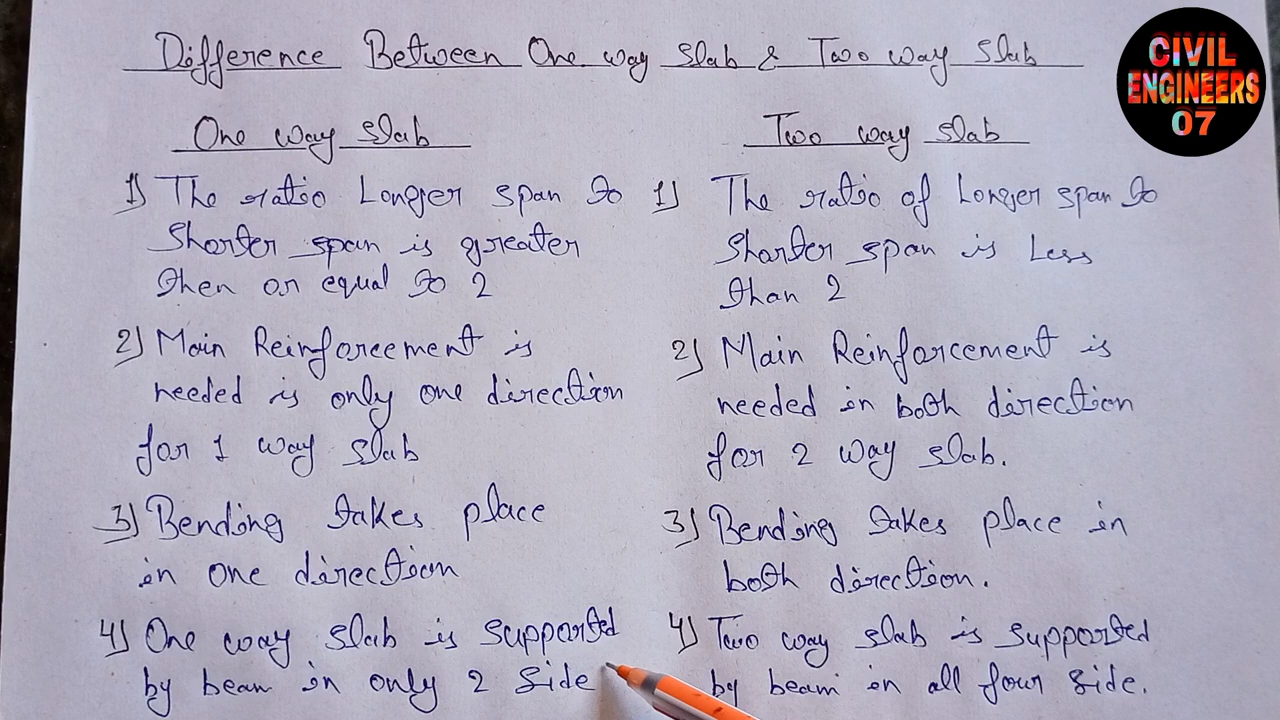 Difference Between One way slab & Two way slab
CIVIL
ENGINEERS
07
One way slab
1) The ratio Longer span to
shorter span is greater
then or equal to 2
2) Main Reinforcement is
needed is only one direction
for 1 way slab
3) Bending takes place
in one direction
4) One way slab is supported
by beam in only 2 side
Two way slab
1) The ratio of Longer span to
shorter span is Less
than 2
2) Main Reinforcement is
needed in both direction
for 2 way slab.
3) Bending takes place in
both direction.
4) Two way slab is supported
by beam in all four side.